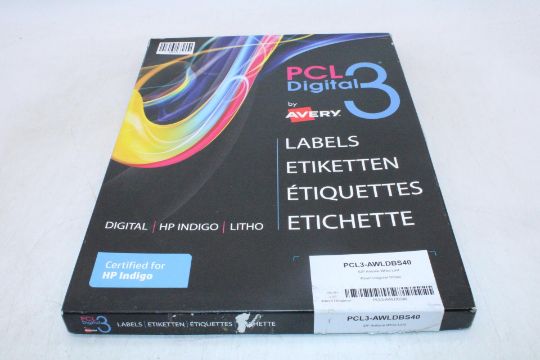 PCL
Digital 3
by
AVERY
LABELS
ETIKETTEN
ÉTIQUETTES
ETICHETTE
DIGITAL | HP INDIGO | LITHO
Certified for
HP Indigo
PCL3-AWLDBS40
PCL Digital 3
LABELS | ETIKETTEN | ÉTIQUETTES | ETICHETTE
PCL3-AWLDBS40